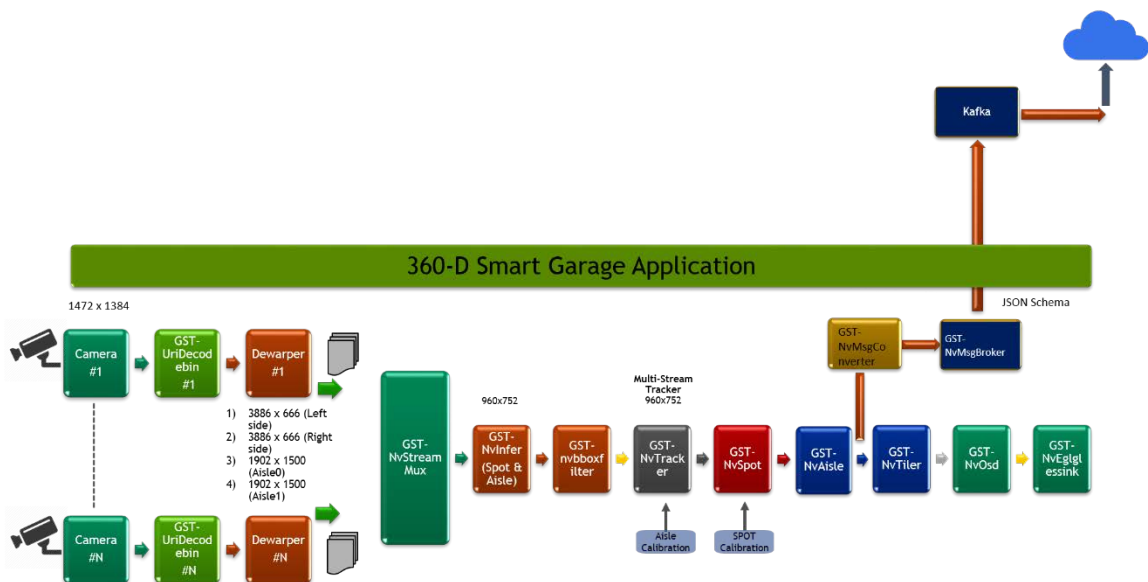 Kafka
360-D Smart Garage Application
1472 x 1384
JSON Schema
Camera
#1
GST-
UriDecod
ebin
#1
Dewarper
#1
1) 3886 x 666 (Left
side)
2) 3886 x 666 (Right
side)
3) 1902 x 1500
(Aisle0)
4) 1902 x 1500
(Aisle1)
GST-
NvStream
Mux
960x752
GST-
NvInfer
(Spot &
Aisle)
GST-
nvbboxf
ilter
Multi-Stream
Tracker
960x752
GST-
NvTrack
er
GST-
NvSpot
GST-
NvMsgCo
nverter
GST-
NvMsgBroker
GST-
NvAisle
GST-
NvTiler
GST-
NvOsd
GST-
NvEglgl
essink
Aisle
Calibration
SPOT
Calibration
Camera
#N
GST-
UriDecod
ebin
#N
Dewarper
#N